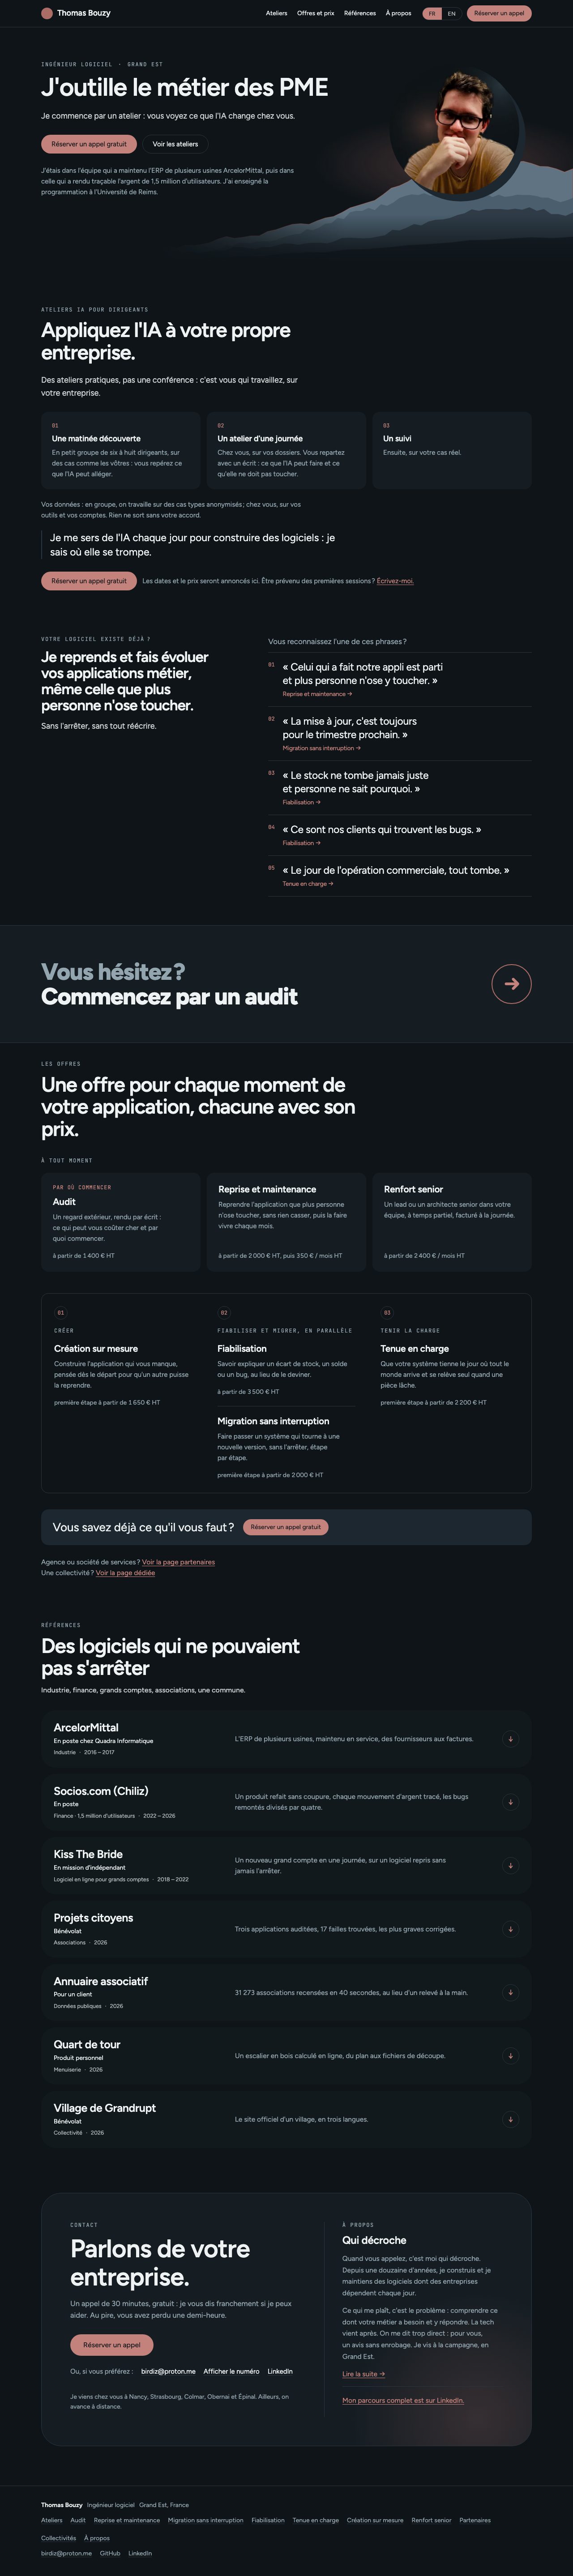 Thomas Bouzy
Ateliers
Offres et prix
Références
À propos
FR
EN
Réserver un appel
INGÉNIEUR LOGICIEL · GRAND EST
J'outille le métier des PME
Je commence par un atelier : vous voyez ce que l'IA change chez vous.
Réserver un appel gratuit
Voir les ateliers
J'étais dans l'équipe qui a maintenu l'ERP de plusieurs usines ArcelorMittal, puis dans
celle qui a rendu traçable l'argent de 1,5 million d'utilisateurs. J'ai enseigné la
programmation à l'Université de Reims.
ATELIERS IA POUR DIRIGEANTS
Appliquez l'IA à votre propre
entreprise.
Des ateliers pratiques, pas une conférence : c'est vous qui travaillez, sur
votre entreprise.
01
Une matinée découverte
En petit groupe de six à huit dirigeants, sur
des cas comme les vôtres : vous repérez ce
que l'IA peut alléger.
02
Un atelier d'une journée
Chez vous, sur vos dossiers. Vous repartez
avec un écrit : ce que l'IA peut faire et ce
qu'elle ne doit pas toucher.
03
Un suivi
Ensuite, sur votre cas réel.
Vos données : en groupe, on travaille sur des cas types anonymisés ; chez vous, sur vos
outils et vos comptes. Rien ne sort sans votre accord.
Je me sers de l'IA chaque jour pour construire des logiciels : je
sais où elle se trompe.
Réserver un appel gratuit
Les dates et le prix seront annoncés ici. Être prévenu des premières sessions ? Écrivez-moi.
VOTRE LOGICIEL EXISTE DÉJÀ ?
Je reprends et fais évoluer
vos applications métier,
même celle que plus
personne n'ose toucher.
Sans l'arrêter, sans tout réécrire.
Vous reconnaissez l'une de ces phrases ?
01
« Celui qui a fait notre appli est parti
et plus personne n'ose y toucher. »
Reprise et maintenance →
02
« La mise à jour, c'est toujours
pour le trimestre prochain. »
Migration sans interruption →
03
« Le stock ne tombe jamais juste
et personne ne sait pourquoi. »
Fiabilisation →
04
« Ce sont nos clients qui trouvent les bugs. »
Fiabilisation →
05
« Le jour de l'opération commerciale, tout tombe. »
Tenue en charge →
Vous hésitez ?
Commencez par un audit
→
LES OFFRES
Une offre pour chaque moment de
votre application, chacune avec son
prix.
À TOUT MOMENT
PAR OÙ COMMENCER
Audit
Un regard extérieur, rendu par écrit :
ce qui peut vous coûter cher et par
quoi commencer.
à partir de 1 400 € HT
Reprise et maintenance
Reprendre l'application que plus personne
n'ose toucher, sans rien casser, puis la faire
vivre chaque mois.
à partir de 2 000 € HT, puis 350 € / mois HT
Renfort senior
Un lead ou un architecte senior dans votre
équipe, à temps partiel, facturé à la journée.
à partir de 2 400 € / mois HT
01
CRÉER
Création sur mesure
Construire l'application qui vous manque,
pensée dès le départ pour qu'un autre puisse
la reprendre.
première étape à partir de 1 650 € HT
02
FIABILISER ET MIGRER, EN PARALLÈLE
Fiabilisation
Savoir expliquer un écart de stock, un solde
ou un bug, au lieu de le deviner.
à partir de 3 500 € HT
Migration sans interruption
Faire passer un système qui tourne à une
nouvelle version, sans l'arrêter, étape
par étape.
première étape à partir de 2 000 € HT
03
TENIR LA CHARGE
Tenue en charge
Que votre système tienne le jour où tout le
monde arrive et se relève seul quand une
pièce lâche.
première étape à partir de 2 200 € HT
Vous savez déjà ce qu'il vous faut ?
Réserver un appel gratuit
Agence ou société de services ? Voir la page partenaires
Une collectivité ? Voir la page dédiée
RÉFÉRENCES
Des logiciels qui ne pouvaient
pas s'arrêter
Industrie, finance, grands comptes, associations, une commune.
ArcelorMittal
En poste chez Quadra Informatique
Industrie · 2016 – 2017
L'ERP de plusieurs usines, maintenu en service, des fournisseurs aux factures.
↓
Socios.com (Chiliz)
En poste
Finance · 1,5 million d'utilisateurs · 2022 – 2026
Un produit refait sans coupure, chaque mouvement d'argent tracé, les bugs
remontés divisés par quatre.
↓
Kiss The Bride
En mission d'indépendant
Logiciel en ligne pour grands comptes · 2018 – 2022
Un nouveau grand compte en une journée, sur un logiciel repris sans
jamais l'arrêter.
↓
Projets citoyens
Bénévolat
Associations · 2026
Trois applications auditées, 17 failles trouvées, les plus graves corrigées.
↓
Annuaire associatif
Pour un client
Données publiques · 2026
31 273 associations recensées en 40 secondes, au lieu d'un relevé à la main.
↓
Quart de tour
Produit personnel
Menuiserie · 2026
Un escalier en bois calculé en ligne, du plan aux fichiers de découpe.
↓
Village de Grandrupt
Bénévolat
Collectivité · 2026
Le site officiel d'un village, en trois langues.
↓
CONTACT
Parlons de votre
entreprise.
Un appel de 30 minutes, gratuit : je vous dis franchement si je peux
aider. Au pire, vous avez perdu une demi-heure.
Réserver un appel
Ou, si vous préférez : birdiz@proton.me Afficher le numéro LinkedIn
Je viens chez vous à Nancy, Strasbourg, Colmar, Obernai et Épinal. Ailleurs, on
avance à distance.
À PROPOS
Qui décroche
Quand vous appelez, c'est moi qui décroche.
Depuis une douzaine d'années, je construis et je
maintiens des logiciels dont des entreprises
dépendent chaque jour.
Ce qui me plaît, c'est le problème : comprendre ce
dont votre métier a besoin et y répondre. La tech
vient après. On me dit trop direct : pour vous,
un avis sans enrobage. Je vis à la campagne, en
Grand Est.
Lire la suite →
Mon parcours complet est sur LinkedIn.
Thomas Bouzy Ingénieur logiciel Grand Est, France
Ateliers Audit Reprise et maintenance Migration sans interruption Fiabilisation Tenue en charge Création sur mesure Renfort senior Partenaires
Collectivités À propos
birdiz@proton.me GitHub LinkedIn